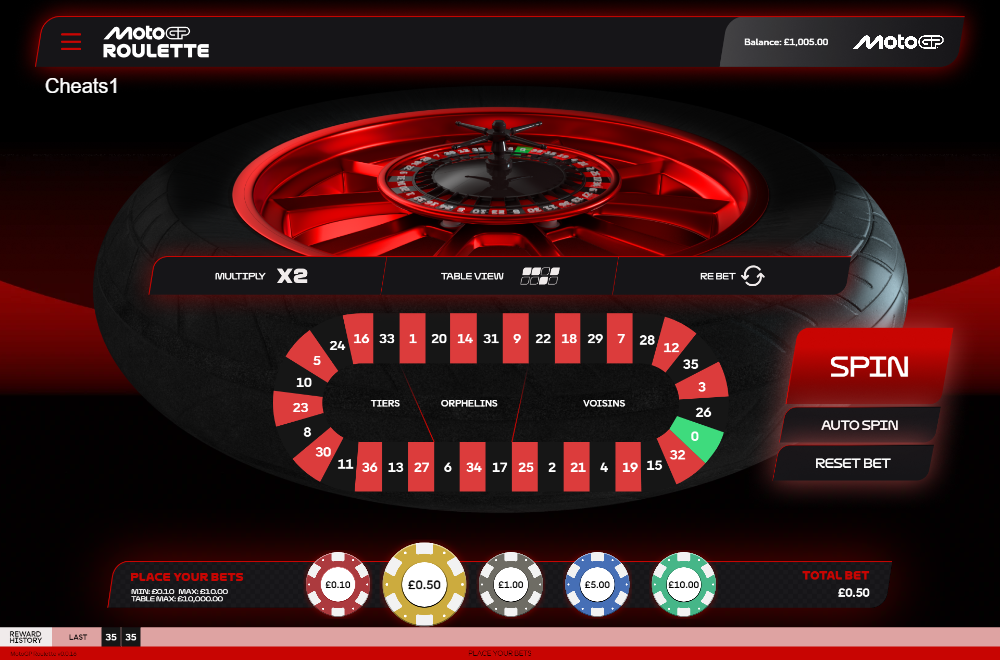 MotoGP
ROULETTE
Balance: £1,005.00
MotoGP
Cheats1
MULTIPLY X2
TABLE VIEW
RE BET
24 16 33 1 20 14 31 9 22 18 29 7 28 12
5 35
10 3
23 26
8 0
30 11 36 13 27 6 34 17 25 2 21 4 19 15 32
TIERS ORPHELINS VOISINS
SPIN
AUTO SPIN
RESET BET
PLACE YOUR BETS
MIN: £0.10 MAX: £10.00
TABLE MAX: £10,000.00
£0.10
£0.50
£1.00
£5.00
£10.00
TOTAL BET
£0.50
REWARD
HISTORY
LAST
35 35
PLACE YOUR BETS